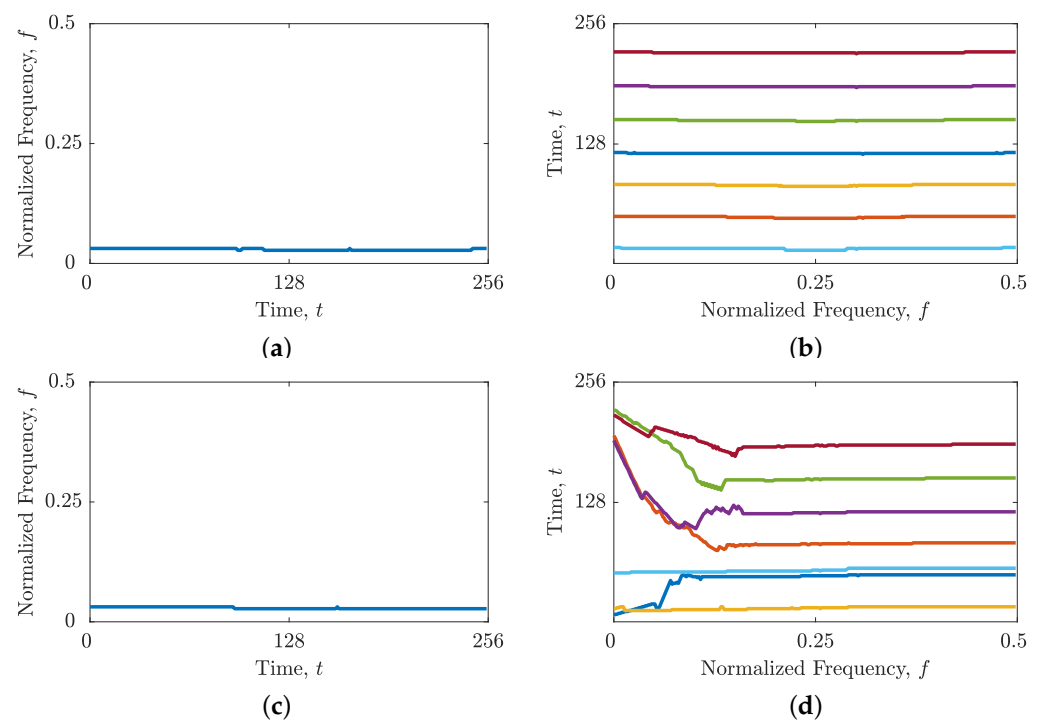 0.5
0.25
0
0
128
256
Normalized Frequency, f
Time, t
(a)
256
128
0
0.25
0.5
Time, t
Normalized Frequency, f
(b)
0.5
0.25
0
0
128
256
Normalized Frequency, f
Time, t
(c)
256
128
0
0.25
0.5
Time, t
Normalized Frequency, f
(d)